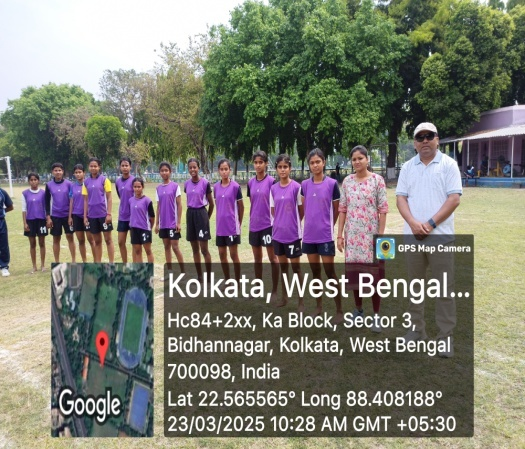 GPS Map Camera
Kolkata, West Bengal...
Hc84+2xx, Ka Block, Sector 3,
Bidhannagar, Kolkata, West Bengal
700098, India
Lat 22.565565° Long 88.408188°
23/03/2025 10:28 AM GMT +05:30
Google
11
5
4
10
7